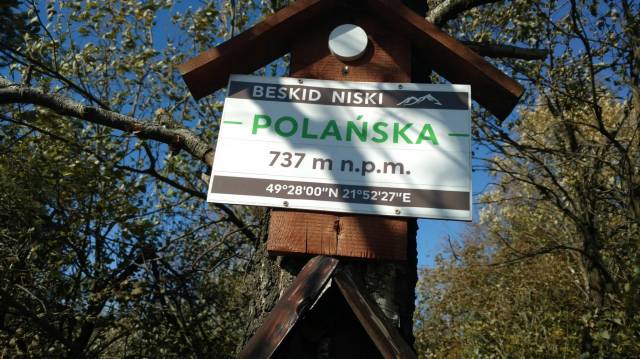 BESKID NISKI
– POLAŃSKA –
737 m n.p.m.
49°28'00"N 21°52'27"E